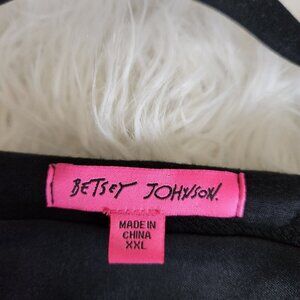 BETSEY JOHNSON.
MADE IN
CHINA
XXL